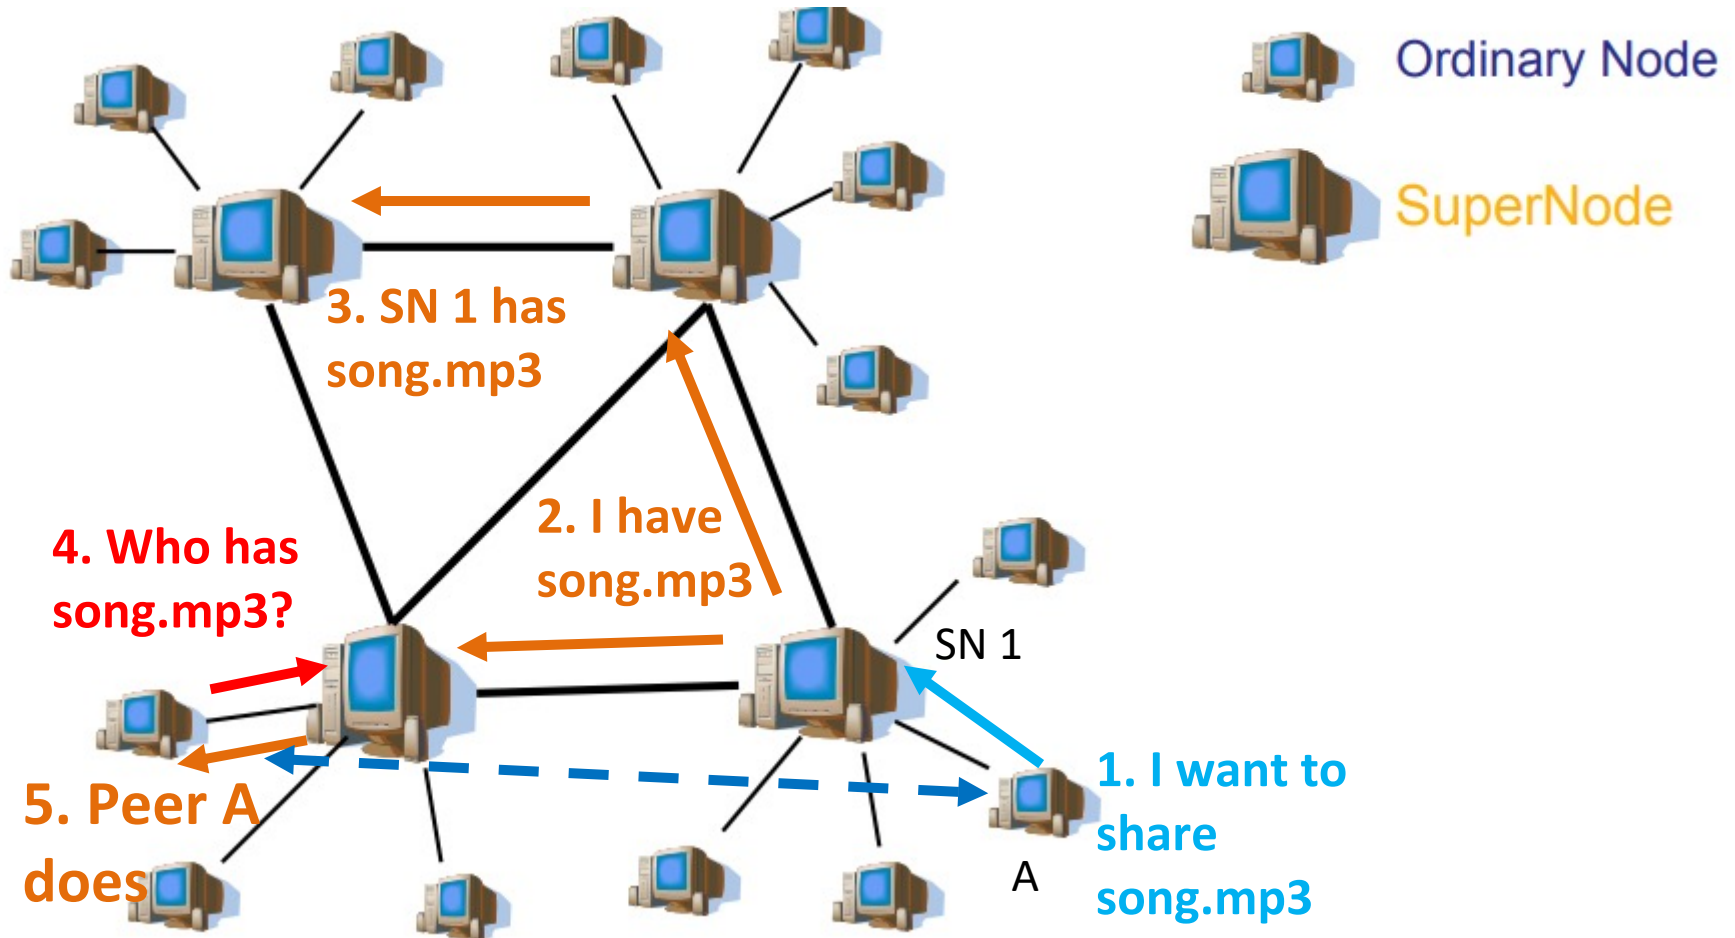 Ordinary Node
SuperNode
3. SN 1 has
song.mp3
2. I have
song.mp3
4. Who has
song.mp3?
SN 1
5. Peer A
does
1. I want to
share
song.mp3
A